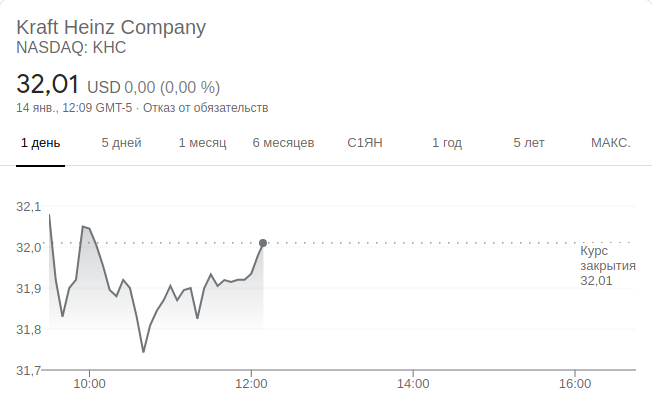 Kraft Heinz Company
NASDAQ: KHC
32,01 USD 0,00 (0,00 %)
14 янв., 12:09 GMT-5 · Отказ от обязательств
1 день 5 дней 1 месяц 6 месяцев С1ЯН 1 год 5 лет МАКС.
32,1
32,0
Курс
закрытия
32,01
31,9
31,8
31,7
10:00 12:00 14:00 16:00